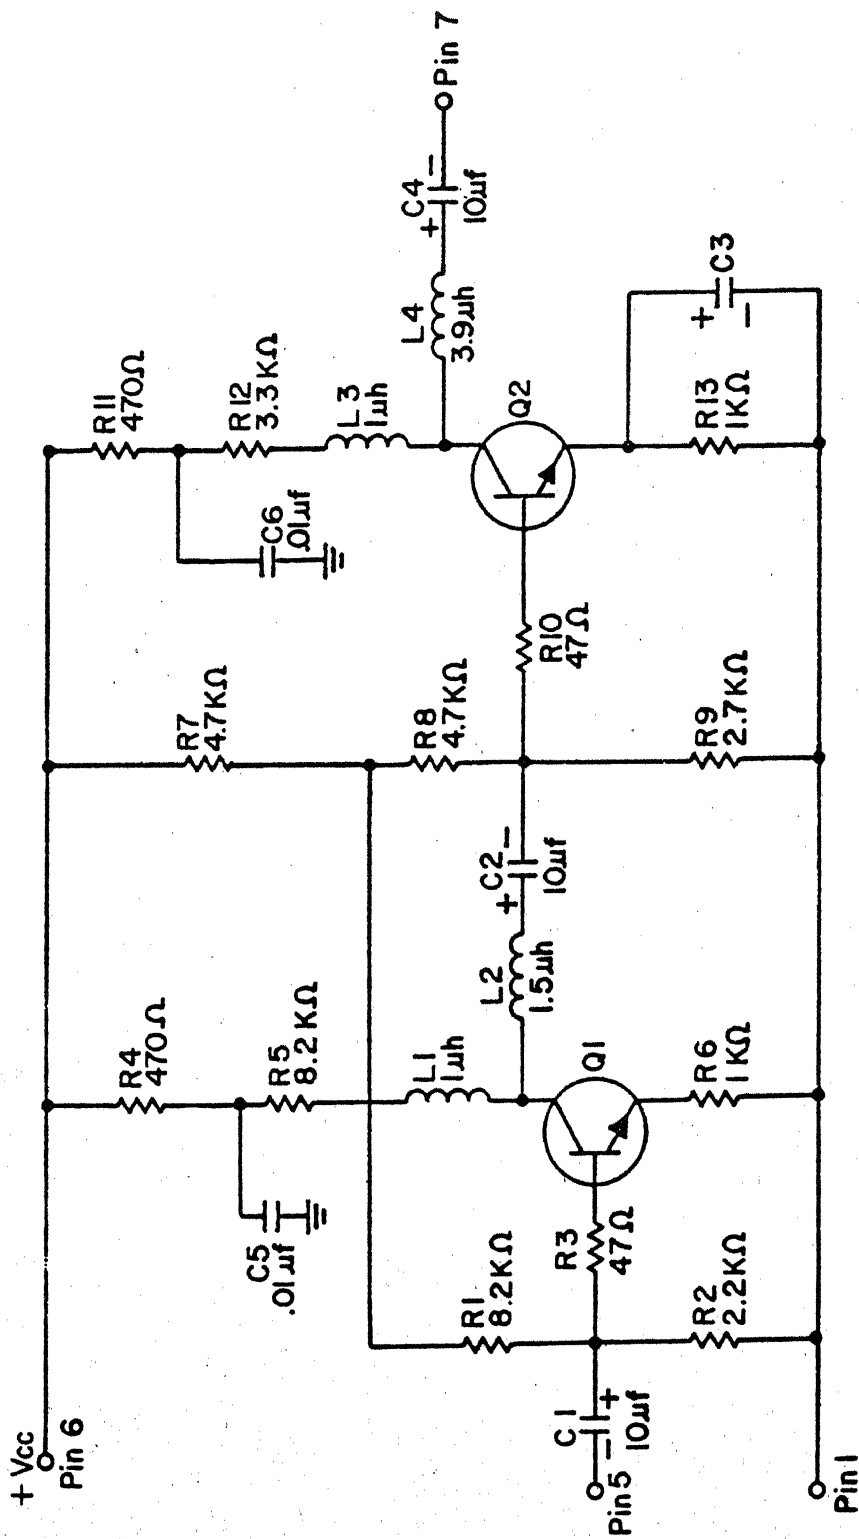 + Vcc
Pin 6
R4
470Ω
R7
4.7KΩ
R11
470Ω
C5
.01µf
R5
8.2KΩ
C6
.01µf
R12
3.3KΩ
L1
1µh
R8
4.7KΩ
L3
1µh
R1
8.2KΩ
L2
1.5µh
+ C2 −
10µf
L4
3.9µh
+ C4 −
10µf
Pin 7
Pin 5
C1
− +
10µf
R3
47Ω
Q1
R10
47Ω
Q2
R2
2.2KΩ
R6
1KΩ
R9
2.7KΩ
R13
1KΩ
+
−
C3
Pin 1